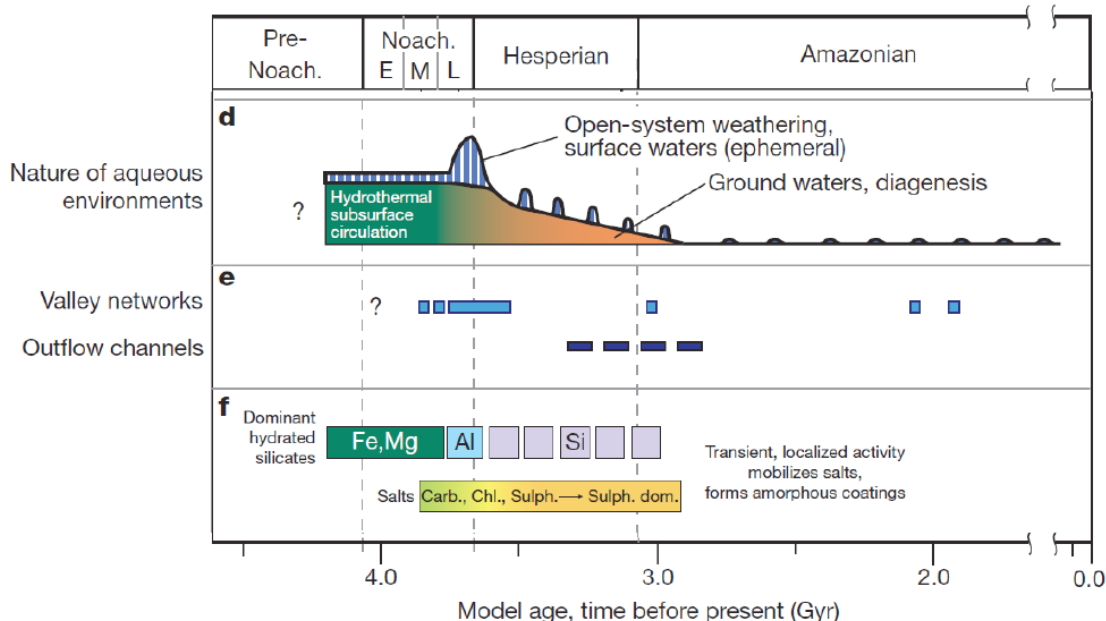 Pre-
Noach.
Noach.
E M L
Hesperian
Amazonian
d
Nature of aqueous
environments
?
Hydrothermal
subsurface
circulation
Open-system weathering,
surface waters (ephemeral)
Ground waters, diagenesis
e
Valley networks
?
Outflow channels
f
Dominant
hydrated
silicates
Fe,Mg
Al
Si
Transient, localized activity
mobilizes salts,
forms amorphous coatings
Salts Carb., Chl., Sulph.→ Sulph. dom.
4.0 3.0 2.0 0.0
Model age, time before present (Gyr)